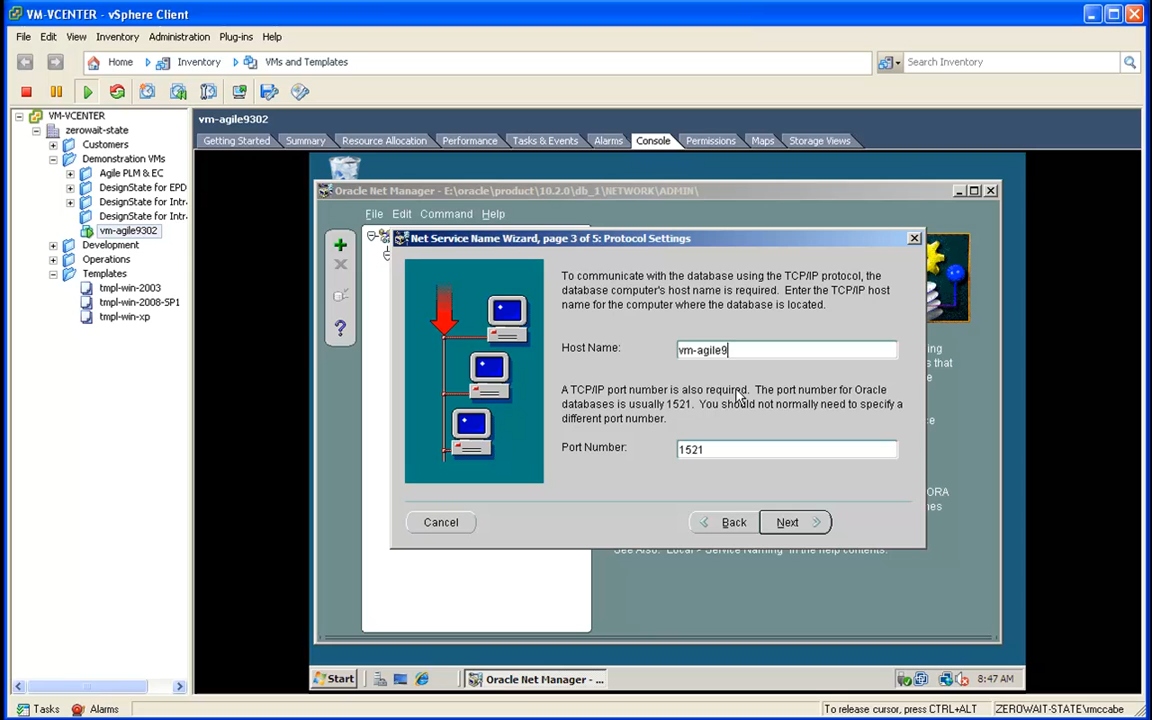 VM-VCENTER - vSphere Client
File Edit View Inventory Administration Plug-ins Help
Home Inventory VMs and Templates
Search Inventory
VM-VCENTER
zerowait-state
Customers
Demonstration VMs
Agile PLM & EC
DesignState for EPD
DesignState for Intra
DesignState for Intra
vm-agile9302
Development
Operations
Templates
tmpl-win-2003
tmpl-win-2008-SP1
tmpl-win-xp
vm-agile9302
Getting Started Summary Resource Allocation Performance Tasks & Events Alarms Console Permissions Maps Storage Views
Oracle Net Manager - E:\oracle\product\10.2.0\db_1\NETWORK\ADMIN\
File Edit Command Help
Net Service Name Wizard, page 3 of 5: Protocol Settings
To communicate with the database using the TCP/IP protocol, the
database computer's host name is required. Enter the TCP/IP host
name for the computer where the database is located.
Host Name: vm-agile9
A TCP/IP port number is also required. The port number for Oracle
databases is usually 1521. You should not normally need to specify a
different port number.
Port Number: 1521
Cancel Back Next
ing
s that
e
ORA
nes
See Also: "Local > Service Naming" in the help contents.
Start Oracle Net Manager - ... 8:47 AM
Tasks Alarms To release cursor, press CTRL+ALT ZEROWAIT-STATE\rmccabe